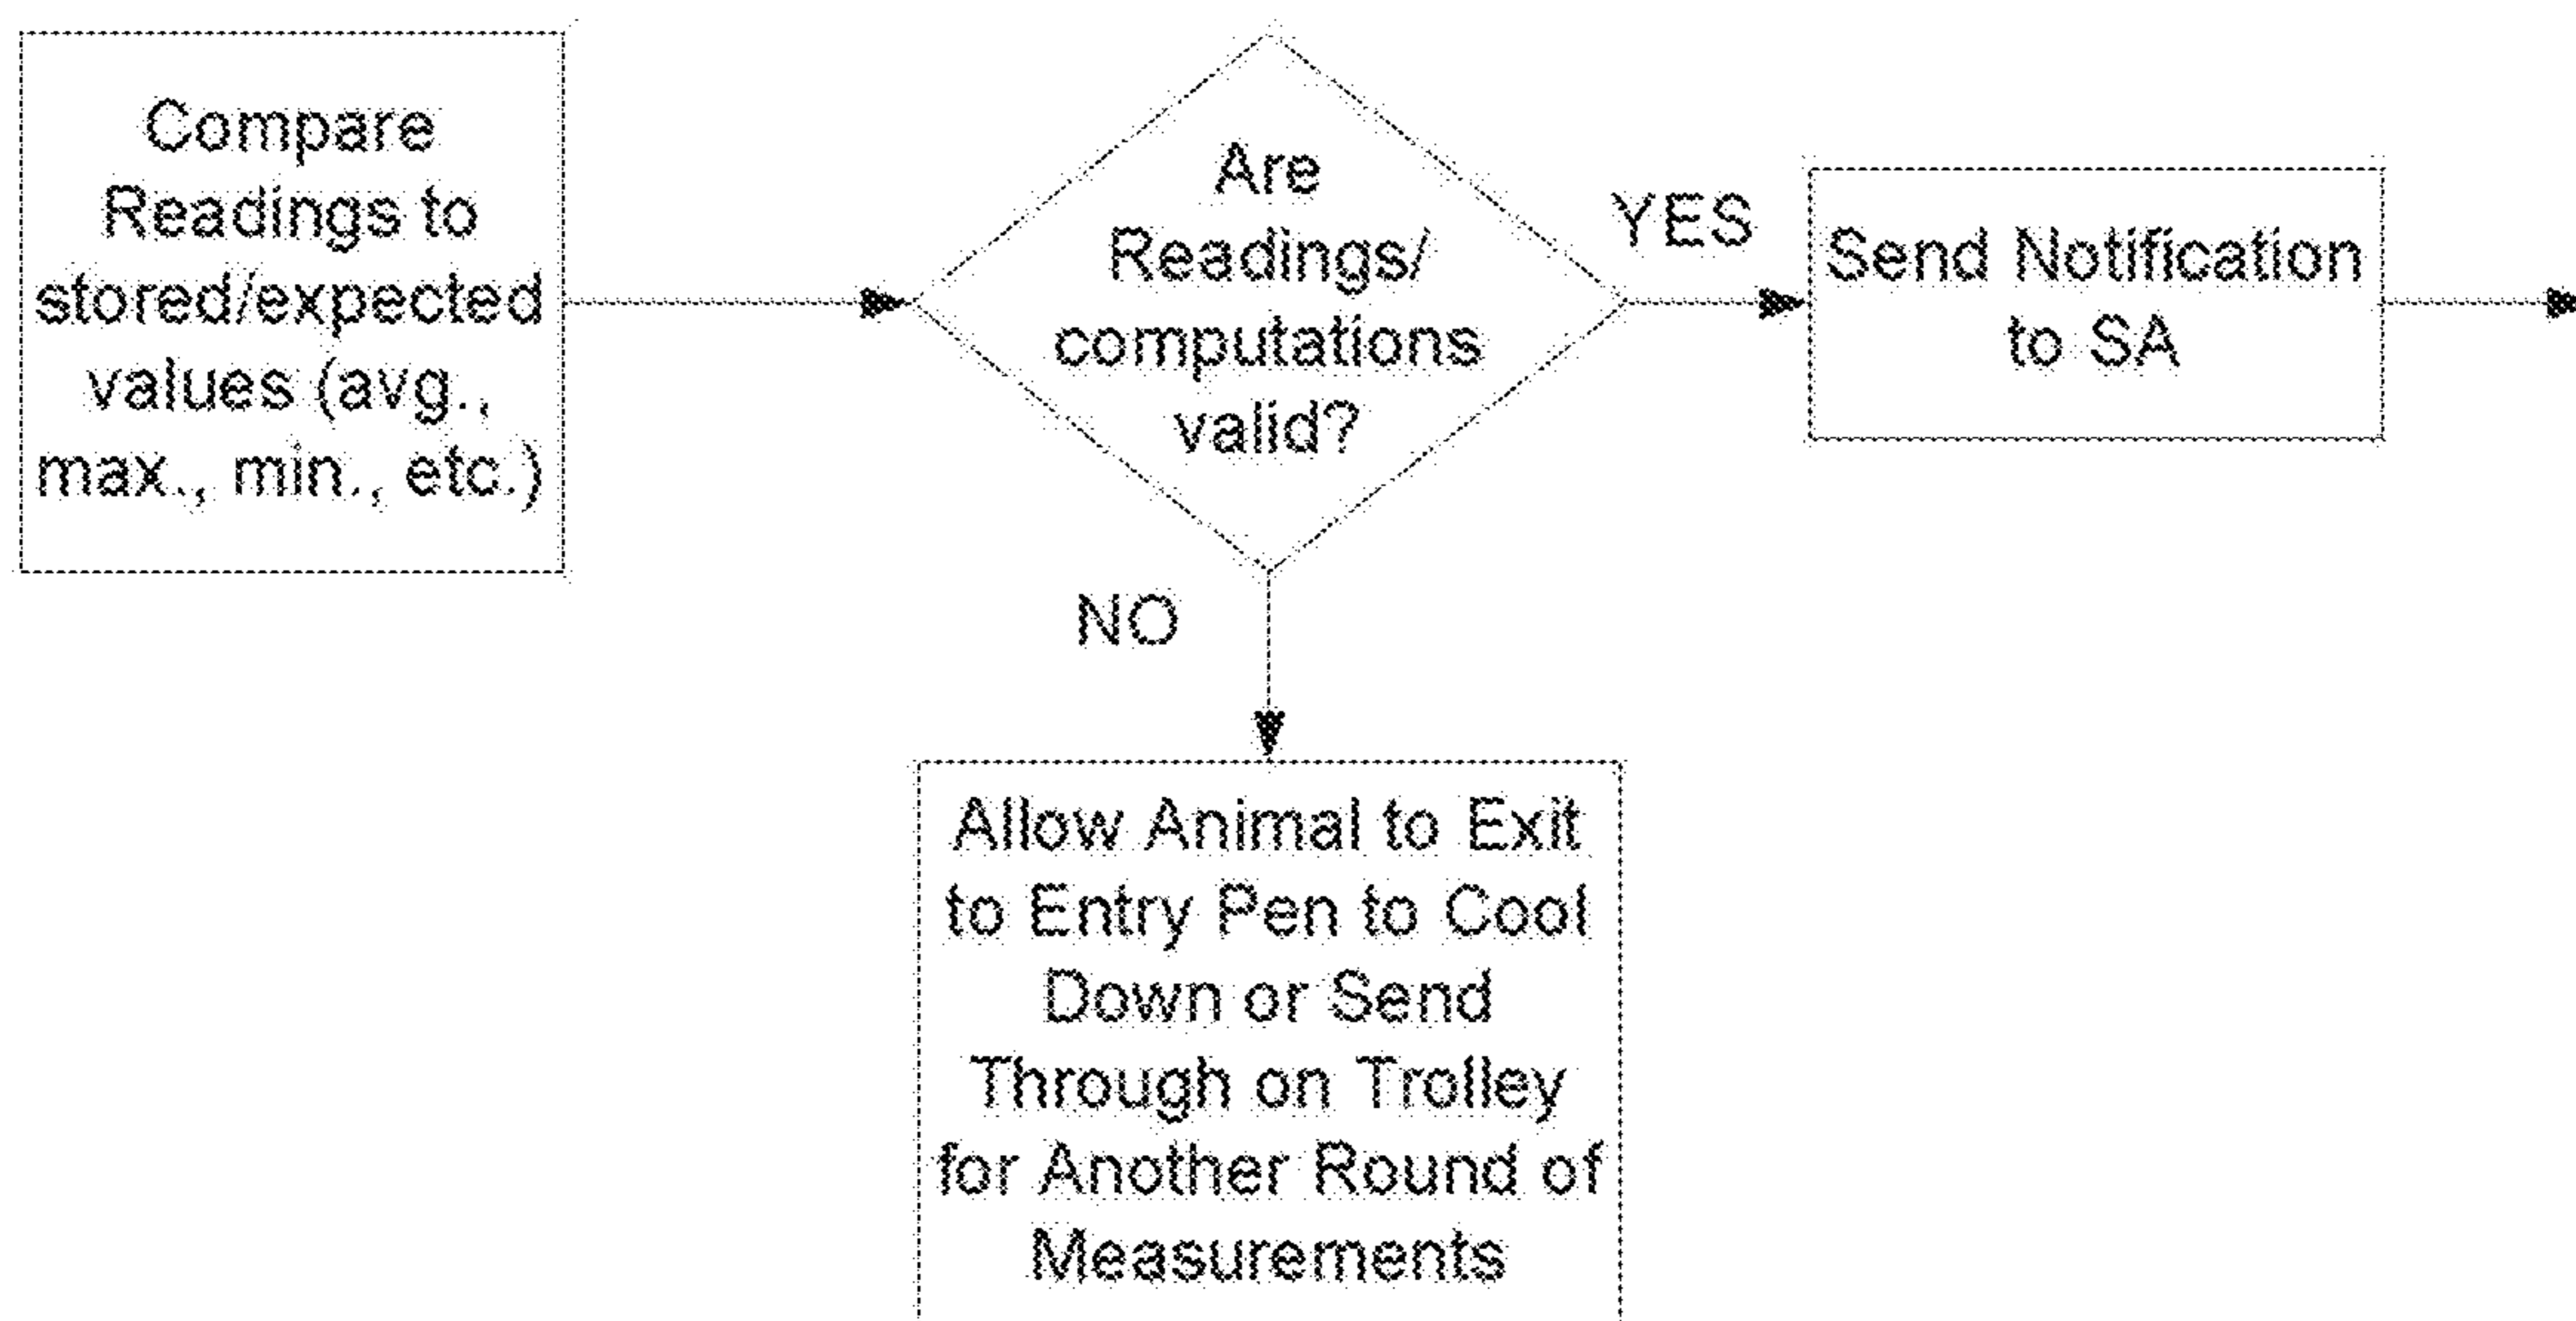 Compare
Readings to
stored/expected
values (avg.,
max., min., etc.)
Are
Readings/
computations
valid?
YES
Send Notification
to SA
NO
Allow Animal to Exit
to Entry Pen to Cool
Down or Send
Through on Trolley
for Another Round of
Measurements